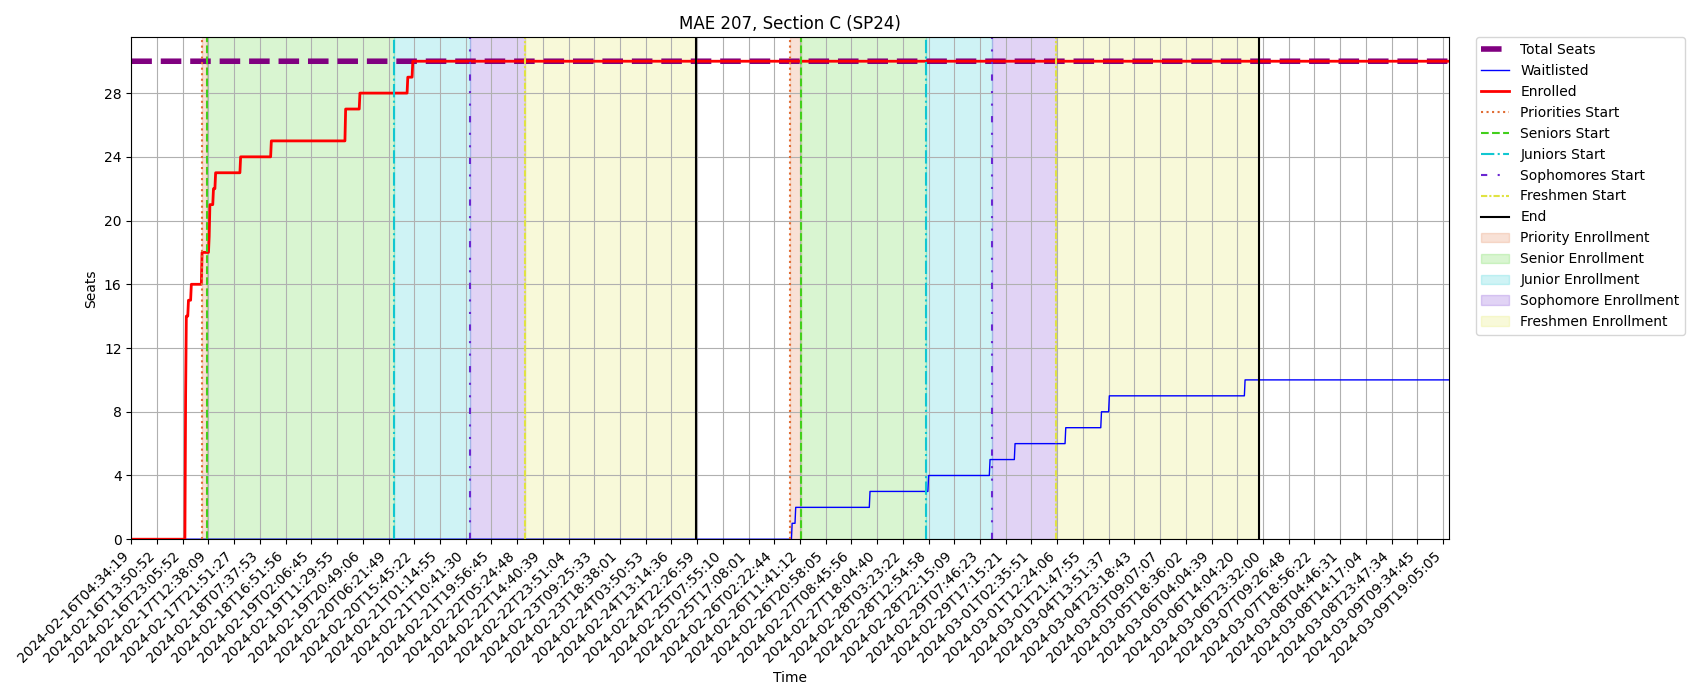 MAE 207, Section C (SP24)
Total Seats
Waitlisted
Enrolled
Priorities Start
Seniors Start
Juniors Start
Sophomores Start
Freshmen Start
End
Priority Enrollment
Senior Enrollment
Junior Enrollment
Sophomore Enrollment
Freshmen Enrollment
Seats
28
24
20
16
12
8
4
0
2024-02-16T04:34:19
2024-02-16T13:50:52
2024-02-16T23:05:52
2024-02-17T12:38:09
2024-02-17T21:51:27
2024-02-18T07:37:53
2024-02-18T16:51:56
2024-02-19T02:06:45
2024-02-19T11:29:55
2024-02-19T20:49:06
2024-02-20T06:21:49
2024-02-20T15:45:22
2024-02-21T01:14:55
2024-02-21T10:41:30
2024-02-21T19:56:45
2024-02-22T05:24:48
2024-02-22T14:40:39
2024-02-22T23:51:04
2024-02-23T09:25:33
2024-02-23T18:38:01
2024-02-24T03:50:53
2024-02-24T13:14:36
2024-02-24T22:26:59
2024-02-25T07:55:10
2024-02-25T17:08:01
2024-02-26T02:22:44
2024-02-26T11:41:12
2024-02-26T20:58:05
2024-02-27T08:45:56
2024-02-27T18:04:40
2024-02-28T03:23:22
2024-02-28T12:54:58
2024-02-28T22:15:09
2024-02-29T07:46:23
2024-02-29T17:15:21
2024-03-01T02:35:51
2024-03-01T12:24:06
2024-03-01T21:47:55
2024-03-04T13:51:37
2024-03-04T23:18:43
2024-03-05T09:07:07
2024-03-05T18:36:02
2024-03-06T04:04:39
2024-03-06T14:04:20
2024-03-06T23:32:00
2024-03-07T09:26:48
2024-03-07T18:56:22
2024-03-08T04:46:31
2024-03-08T14:17:04
2024-03-08T23:47:34
2024-03-09T09:34:45
2024-03-09T19:05:05
Time